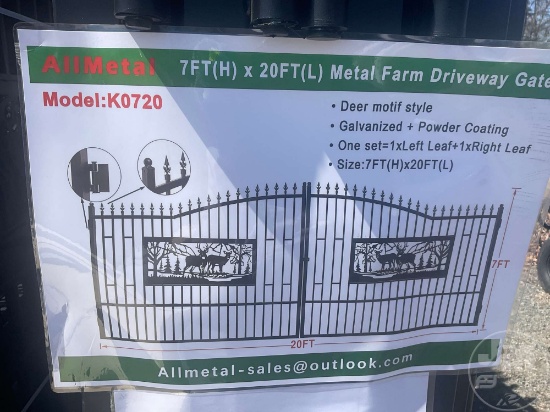 AllMetal 7FT(H) x 20FT(L) Metal Farm Driveway Gate
Model:K0720
• Deer motif style
• Galvanized + Powder Coating
• One set=1xLeft Leaf+1xRight Leaf
• Size:7FT(H)x20FT(L)
7FT
20FT
Allmetal-sales@outlook.com